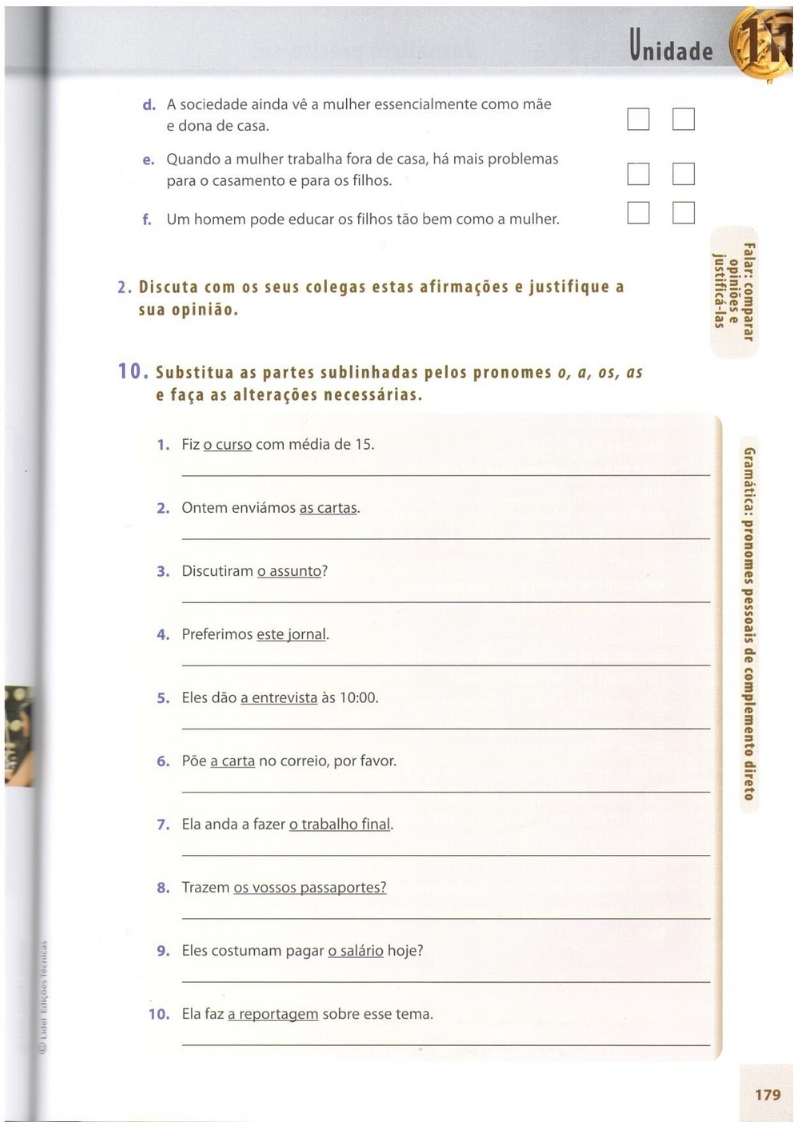 Unidade 11
d. A sociedade ainda vê a mulher essencialmente como mãe
e dona de casa.
e. Quando a mulher trabalha fora de casa, há mais problemas
para o casamento e para os filhos.
f. Um homem pode educar os filhos tão bem como a mulher.
2. Discuta com os seus colegas estas afirmações e justifique a
sua opinião.
Falar: comparar
opiniões e
justificá-las
10. Substitua as partes sublinhadas pelos pronomes o, a, os, as
e faça as alterações necessárias.
1. Fiz o curso com média de 15.
2. Ontem enviámos as cartas.
3. Discutiram o assunto?
4. Preferimos este jornal.
5. Eles dão a entrevista às 10:00.
6. Põe a carta no correio, por favor.
7. Ela anda a fazer o trabalho final.
8. Trazem os vossos passaportes?
9. Eles costumam pagar o salário hoje?
10. Ela faz a reportagem sobre esse tema.
Gramática: pronomes pessoais de complemento direto
© Lidel Edições Técnicas
179